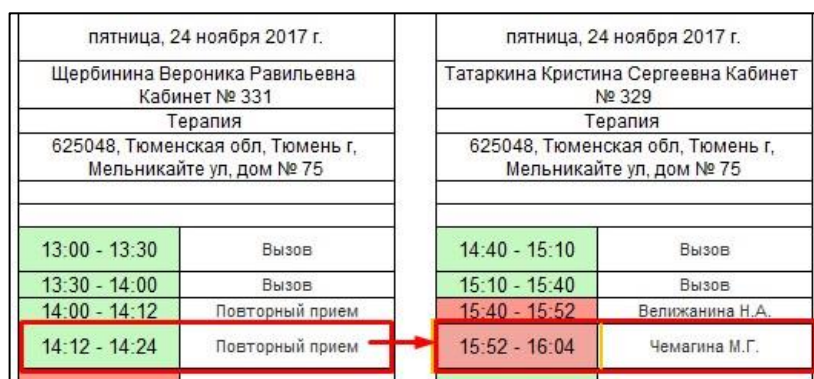 пятница, 24 ноября 2017 г.
Щербинина Вероника Равильевна
Кабинет № 331
Терапия
625048, Тюменская обл, Тюмень г,
Мельникайте ул, дом № 75
13:00 - 13:30 Вызов
13:30 - 14:00 Вызов
14:00 - 14:12 Повторный прием
14:12 - 14:24 Повторный прием
пятница, 24 ноября 2017 г.
Татаркина Кристина Сергеевна Кабинет
№ 329
Терапия
625048, Тюменская обл, Тюмень г,
Мельникайте ул, дом № 75
14:40 - 15:10 Вызов
15:10 - 15:40 Вызов
15:40 - 15:52 Велижанина Н.А.
15:52 - 16:04 Чемагина М.Г.